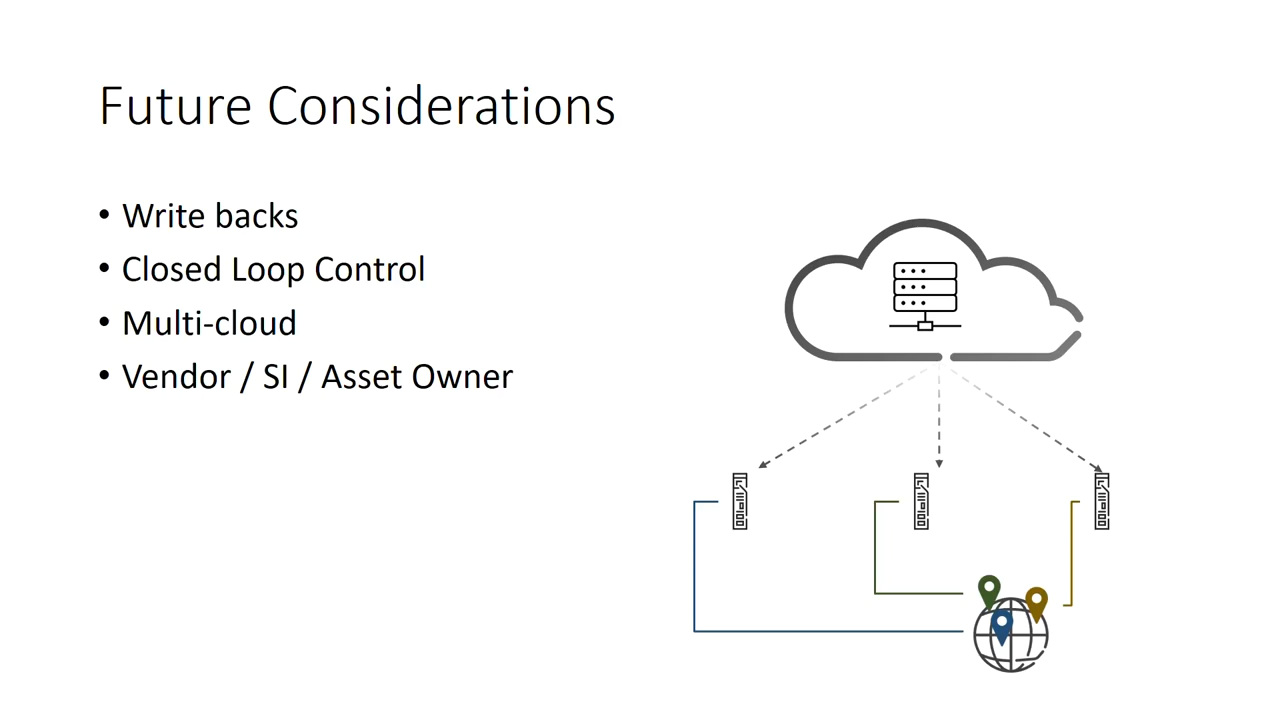 Future Considerations
• Write backs
• Closed Loop Control
• Multi-cloud
• Vendor / SI / Asset Owner